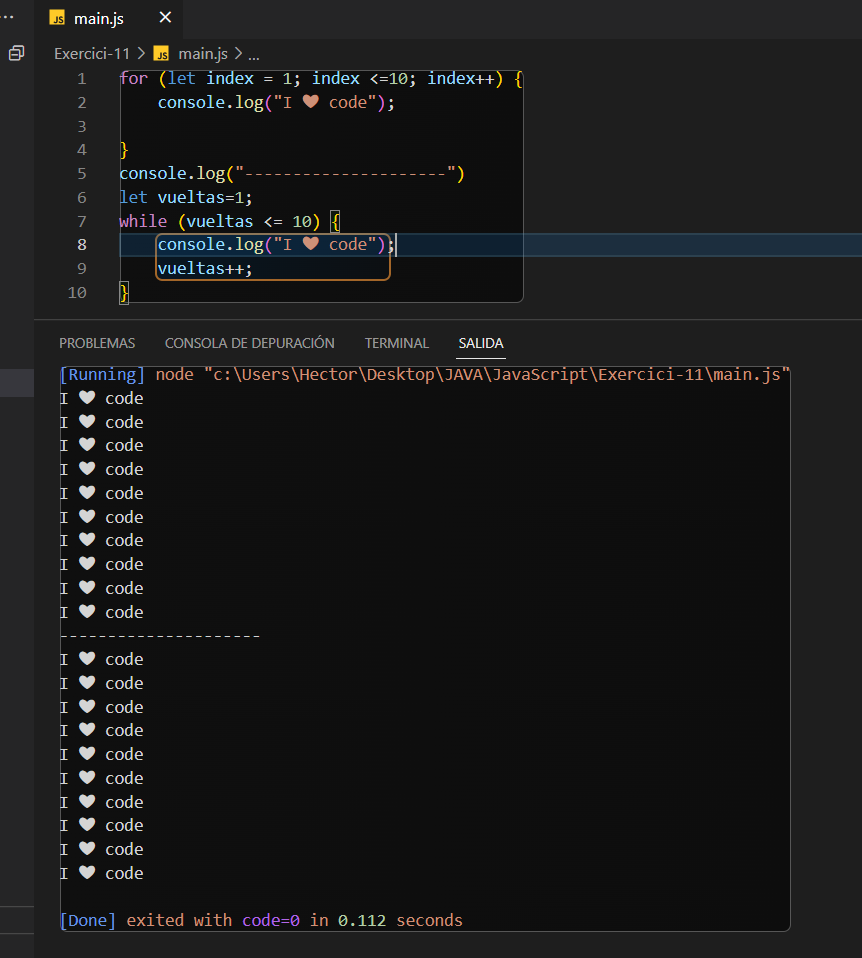 ··· JS main.js ×
Exercici-11 > JS main.js > ...
1 for (let index = 1; index <=10; index++) {
2     console.log("I 🤎 code");
3
4 }
5 console.log("---------------------")
6 let vueltas=1;
7 while (vueltas <= 10) {
8     console.log("I 🤎 code");
9     vueltas++;
10 }
PROBLEMAS CONSOLA DE DEPURACIÓN TERMINAL SALIDA
[Running] node "c:\Users\Hector\Desktop\JAVA\JavaScript\Exercici-11\main.js"
I 🤍 code
I 🤍 code
I 🤍 code
I 🤍 code
I 🤍 code
I 🤍 code
I 🤍 code
I 🤍 code
I 🤍 code
I 🤍 code
---------------------
I 🤍 code
I 🤍 code
I 🤍 code
I 🤍 code
I 🤍 code
I 🤍 code
I 🤍 code
I 🤍 code
I 🤍 code
I 🤍 code
[Done] exited with code=0 in 0.112 seconds